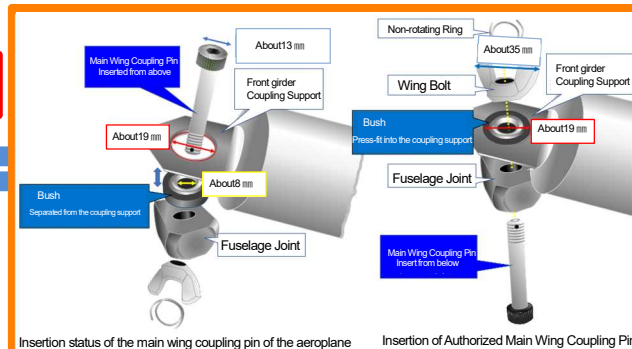 Main Wing Coupling Pin
Inserted from above
About13 ㎜
Front girder
Coupling Support
About19 ㎜
About8 ㎜
Bush
Separated from the coupling support
Fuselage Joint
Insertion status of the main wing coupling pin of the aeroplane
Non-rotating Ring
About35 ㎜
Wing Bolt
Front girder
Coupling Support
Bush
Press-fit into the coupling support
About19 ㎜
Fuselage Joint
Main Wing Coupling Pin
Insert from below
Insertion of Authorized Main Wing Coupling Pin